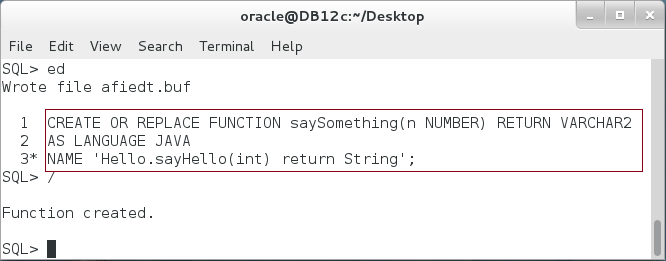 oracle@DB12c:~/Desktop
File Edit View Search Terminal Help
SQL> ed
Wrote file afiedt.buf
1 CREATE OR REPLACE FUNCTION saySomething(n NUMBER) RETURN VARCHAR2
2 AS LANGUAGE JAVA
3* NAME 'Hello.sayHello(int) return String';
SQL> /
Function created.
SQL>